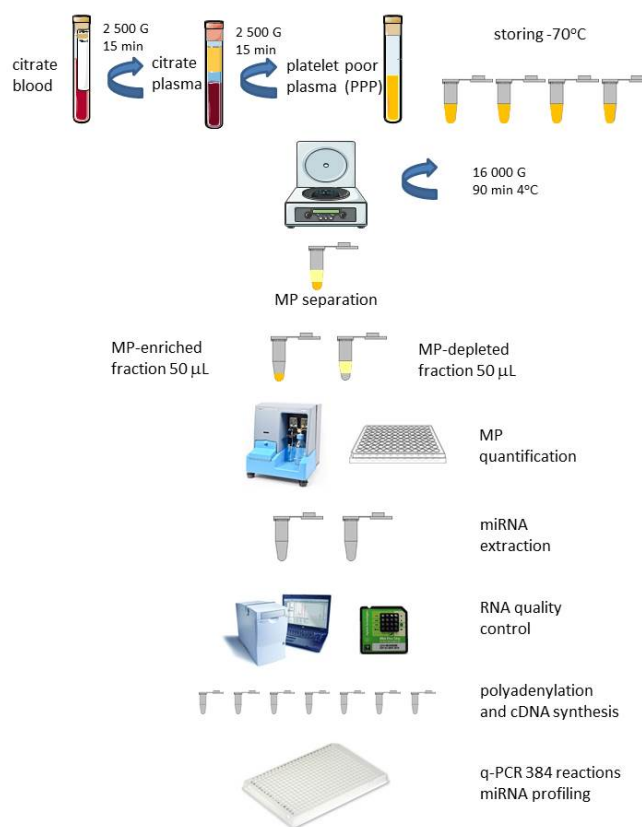 2 500 G
15 min
2 500 G
15 min
storing -70°C
citrate
blood
citrate
plasma
platelet poor
plasma (PPP)
16 000 G
90 min 4°C
MP separation
MP-enriched
fraction 50 µL
MP-depleted
fraction 50 µL
MP
quantification
miRNA
extraction
RNA quality
control
polyadenylation
and cDNA synthesis
q-PCR 384 reactions
miRNA profiling